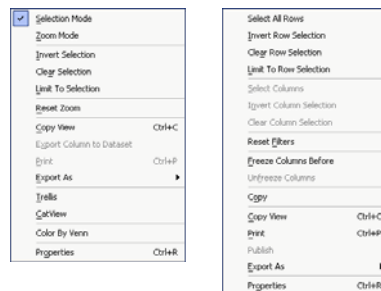 Selection Mode
Zoom Mode
Invert Selection
Clear Selection
Limit To Selection
Reset Zoom
Copy View Ctrl+C
Export Column to Dataset
Print Ctrl+P
Export As
Trellis
CatView
Color By Venn
Properties Ctrl+R
Select All Rows
Invert Row Selection
Clear Row Selection
Limit To Row Selection
Select Columns
Invert Column Selection
Clear Column Selection
Reset Filters
Freeze Columns Before
Unfreeze Columns
Copy
Copy View Ctrl+C
Print Ctrl+P
Publish
Export As
Properties Ctrl+R